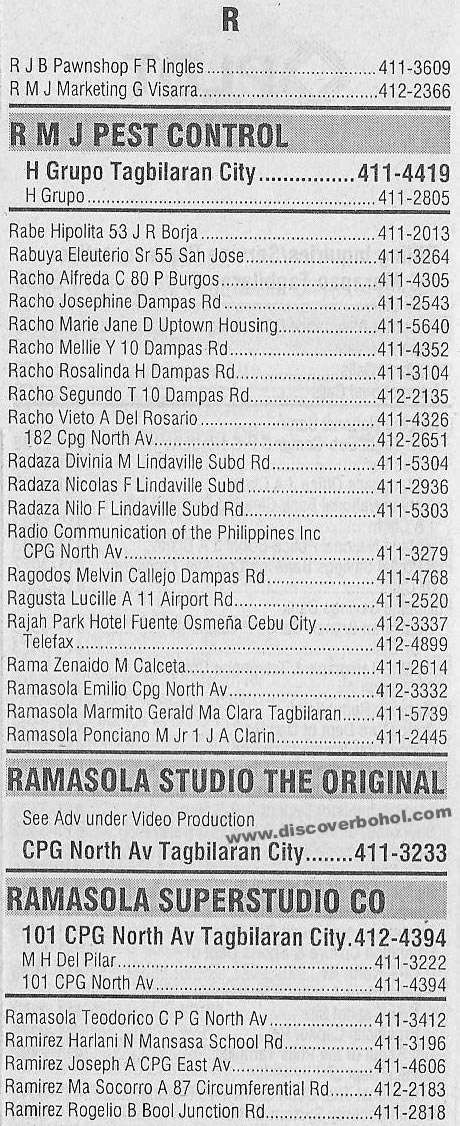 R
R J B Pawnshop F R Ingles..........................411-3609
R M J Marketing G Visarra...........................412-2366
R M J PEST CONTROL
H Grupo Tagbilaran City................411-4419
H Grupo............................................411-2805
Rabe Hipolita 53 J R Borja..........................411-2013
Rabuya Eleuterio Sr 55 San Jose...................411-3264
Racho Alfreda C 80 P Burgos.......................411-4305
Racho Josephine Dampas Rd.......................411-2543
Racho Marie Jane D Uptown Housing..............411-5640
Racho Mellie Y 10 Dampas Rd.....................411-4352
Racho Rosalinda H Dampas Rd....................411-3104
Racho Segundo T 10 Dampas Rd..................412-2135
Racho Vieto A Del Rosario..........................411-4326
182 Cpg North Av..................................412-2651
Radaza Divinia M Lindaville Subd Rd..............411-5304
Radaza Nicolas F Lindaville Subd..................411-2936
Radaza Nilo F Lindaville Subd Rd..................411-5303
Radio Communication of the Philippines Inc
CPG North Av......................................411-3279
Ragodos Melvin Callejo Dampas Rd...............411-4768
Ragusta Lucille A 11 Airport Rd....................411-2520
Rajah Park Hotel Fuente Osmeña Cebu City........412-3337
Telefax..............................................412-4899
Rama Zenaido M Calceta............................411-2614
Ramasola Emilio Cpg North Av.....................412-3332
Ramasola Marmito Gerald Ma Clara Tagbilaran......411-5739
Ramasola Ponciano M Jr 1 J A Clarin..............411-2445
RAMASOLA STUDIO THE ORIGINAL
See Adv under Video Production
www.discoverbohol.com
CPG North Av Tagbilaran City........411-3233
RAMASOLA SUPERSTUDIO CO
101 CPG North Av Tagbilaran City.412-4394
M H Del Pilar.......................................411-3222
101 CPG North Av.................................411-4394
Ramasola Teodorico C P G North Av...............411-3412
Ramirez Harlani N Mansasa School Rd............411-3196
Ramirez Joseph A CPG East Av....................411-4606
Ramirez Ma Socorro A 87 Circumferential Rd......412-2183
Ramirez Rogelio B Bool Junction Rd...............411-2818